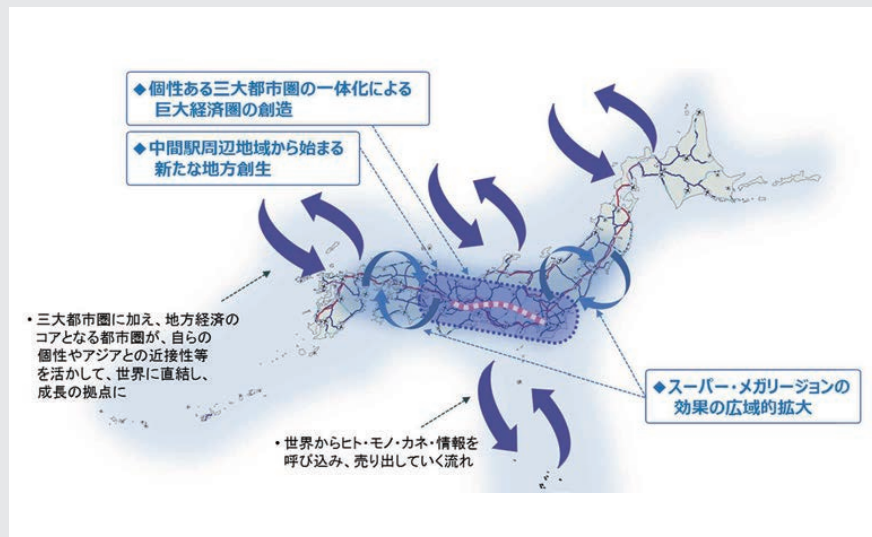 ◆個性ある三大都市圏の一体化による
巨大経済圏の創造
◆中間駅周辺地域から始まる
新たな地方創生
・三大都市圏に加え、地方経済の
コアとなる都市圏が、自らの
個性やアジアとの近接性等
を活かして、世界に直結し、
成長の拠点に
◆スーパー・メガリージョンの
効果の広域的拡大
・世界からヒト・モノ・カネ・情報を
呼び込み、売り出していく流れ